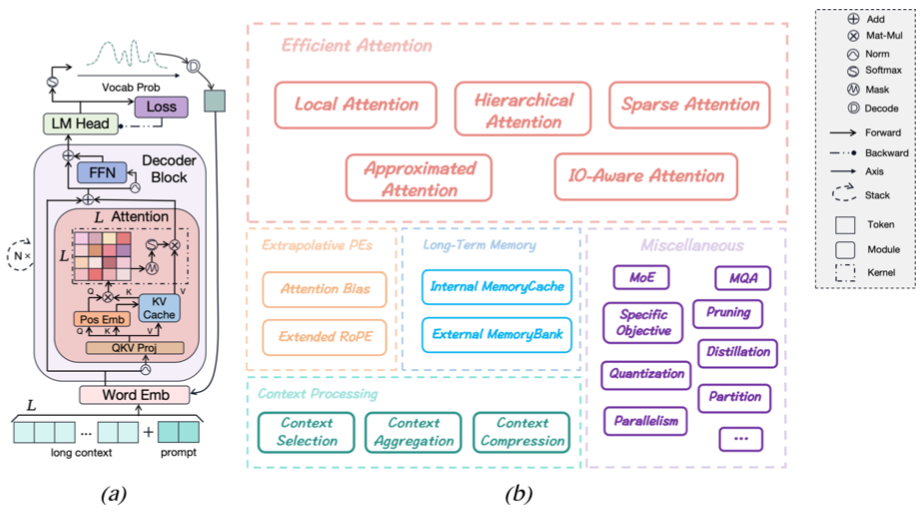 Vocab Prob
S
D
Loss
LM Head
Decoder
Block
FFN
L Attention
L
S
M
N×
Q
K
V
KV
Cache
Pos Emb
Q
K
V
QKV Proj
Word Emb
L
...
+
long context
prompt
(a)
Efficient Attention
Local Attention
Hierarchical
Attention
Sparse Attention
Approximated
Attention
IO-Aware Attention
Extrapolative PEs
Attention Bias
Extended RoPE
Long-Term Memory
Internal MemoryCache
External MemoryBank
Context Processing
Context
Selection
Context
Aggregation
Context
Compression
Miscellaneous
MoE
MQA
Specific
Objective
Pruning
Distillation
Quantization
Partition
Parallelism
...
(b)
Add
Mat-Mul
Norm
S Softmax
M Mask
D Decode
Forward
Backward
Axis
Stack
Token
Module
Kernel